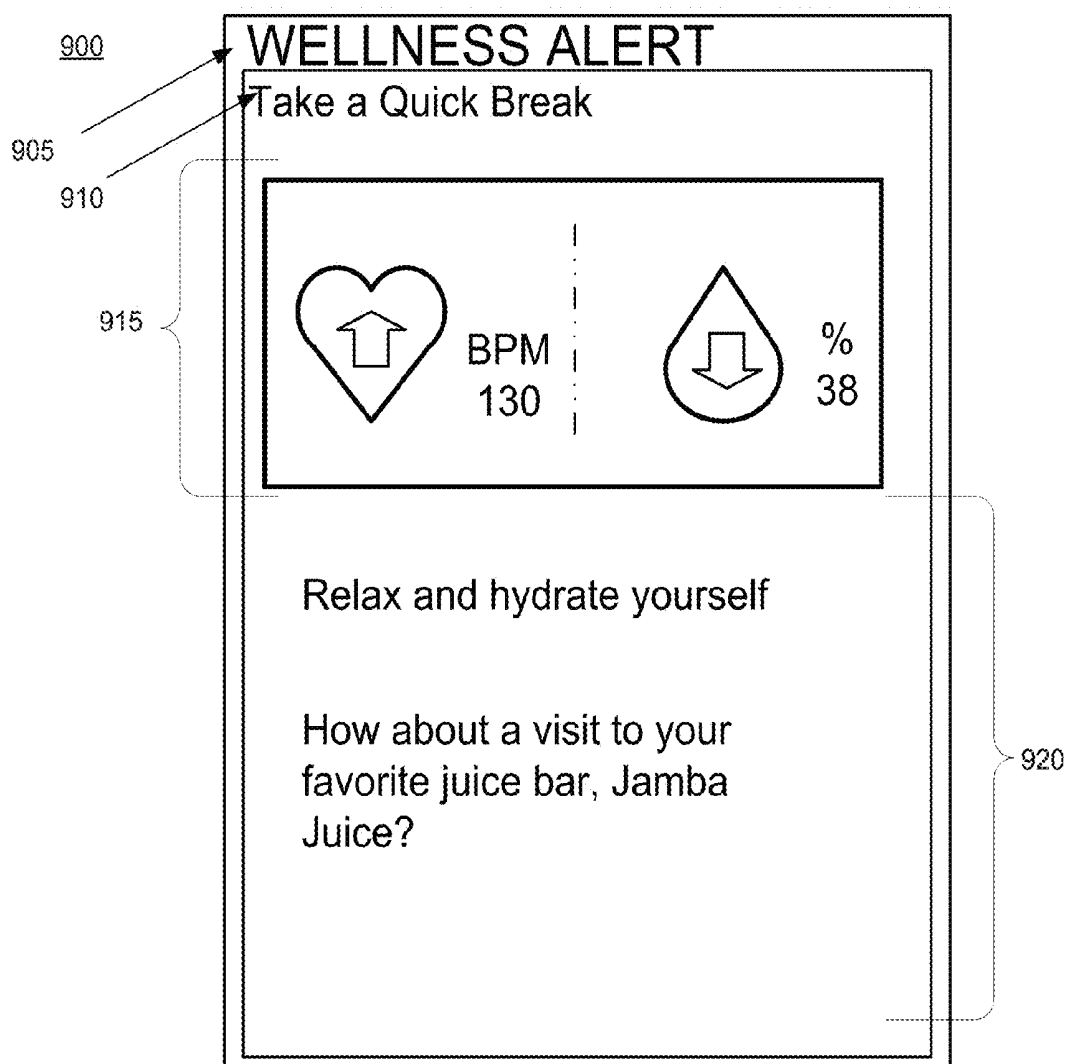 900
WELLNESS ALERT
Take a Quick Break
905
910
915
BPM
130
%
38
Relax and hydrate yourself
How about a visit to your
favorite juice bar, Jamba
Juice?
920